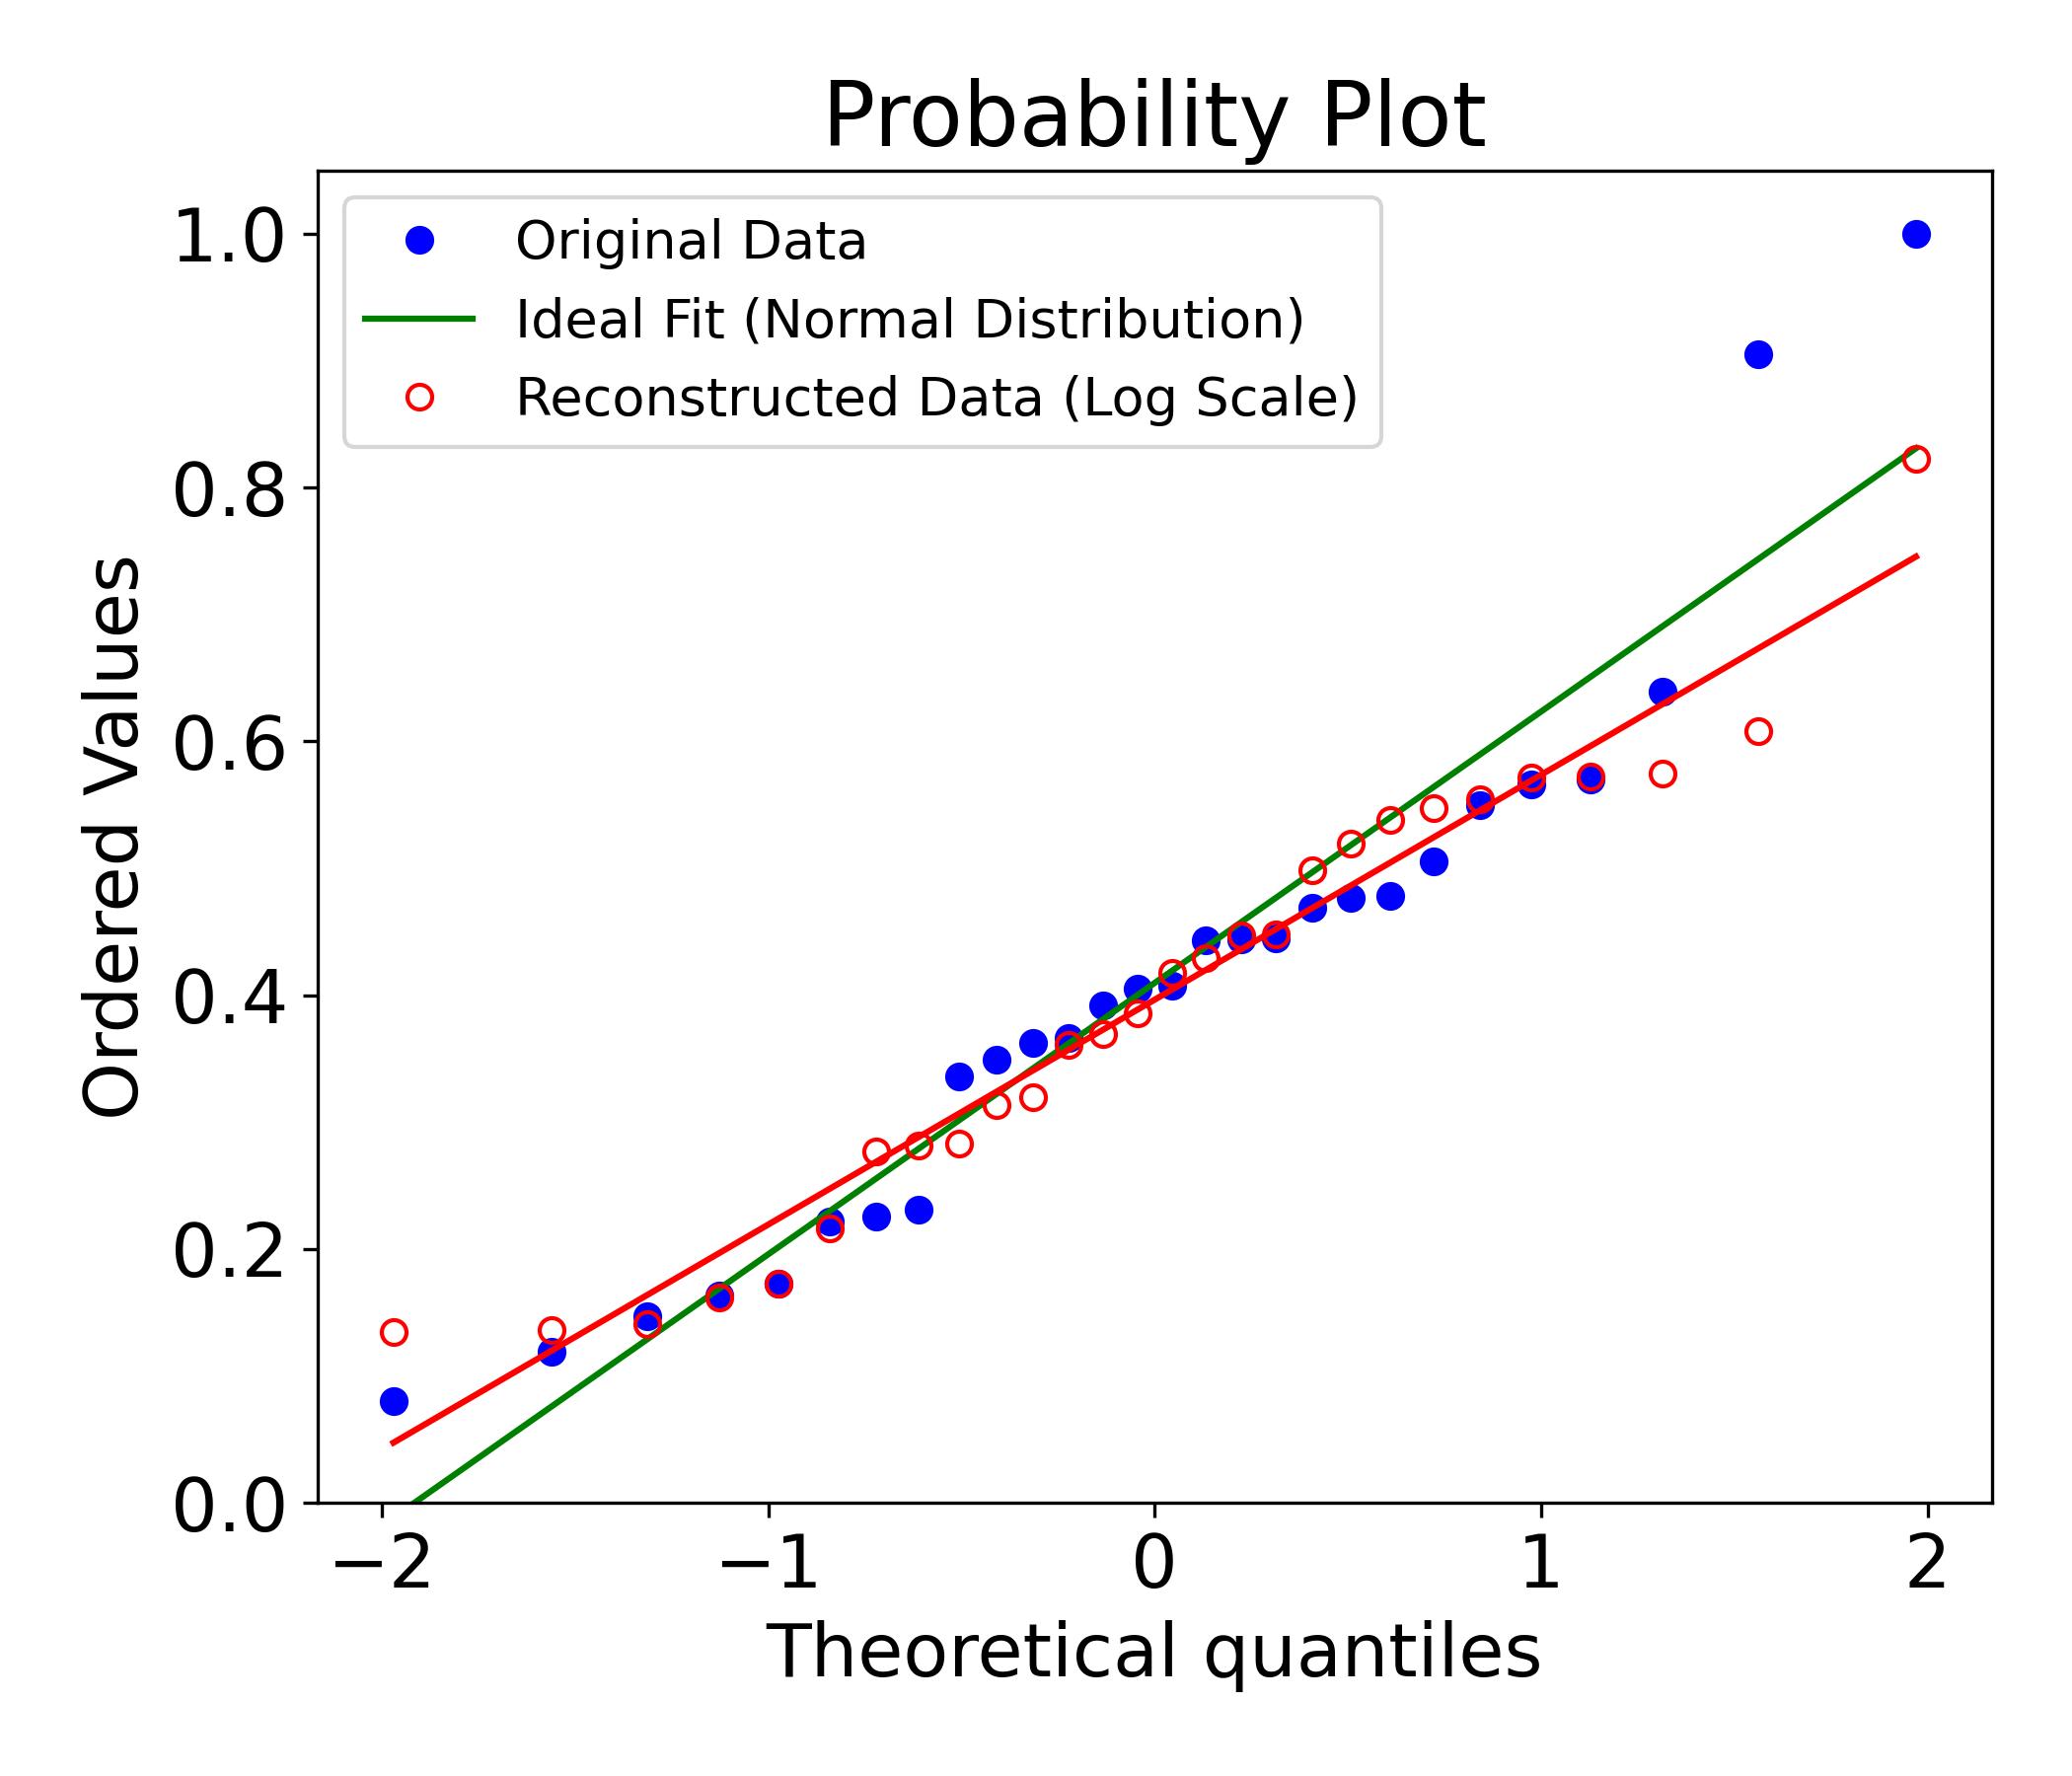 Probability Plot
Original Data
Ideal Fit (Normal Distribution)
Reconstructed Data (Log Scale)
1.0
0.8
0.6
0.4
0.2
0.0
Ordered Values
−2
−1
0
1
2
Theoretical quantiles